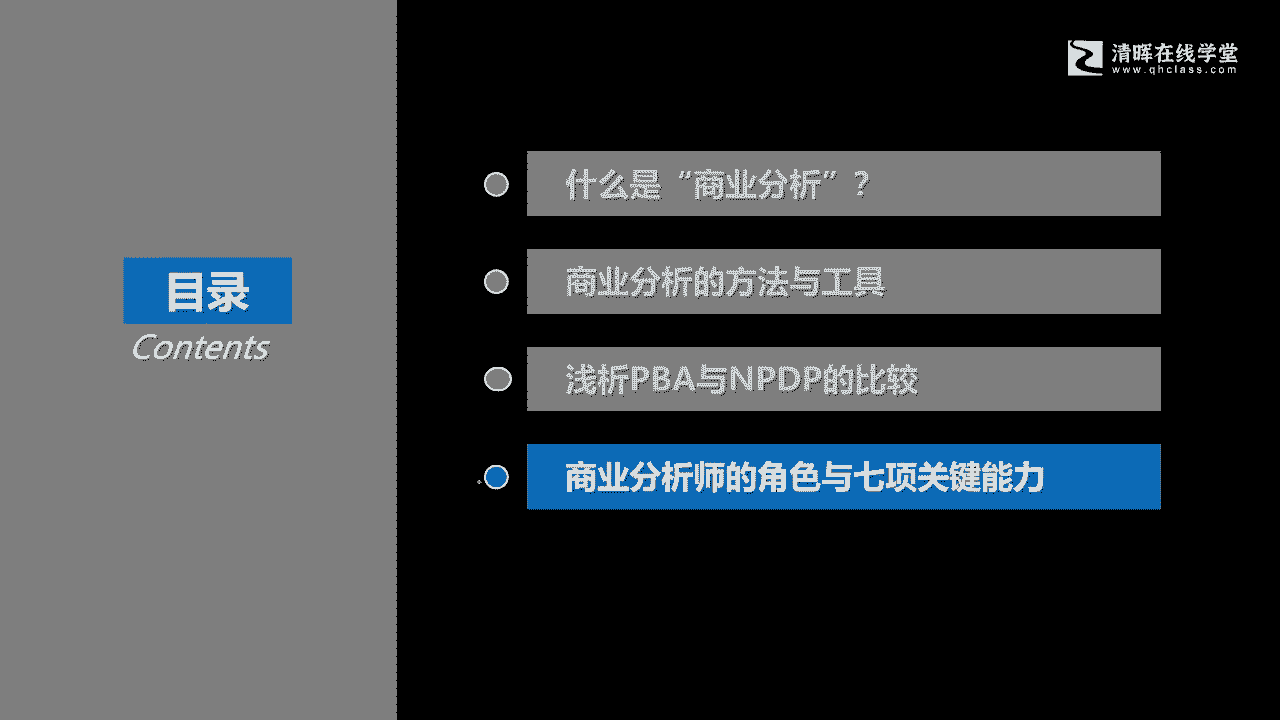 清晖在线学堂
www.qhclass.com
目录
Contents
什么是“商业分析”？
商业分析的方法与工具
浅析PBA与NPDP的比较
商业分析师的角色与七项关键能力